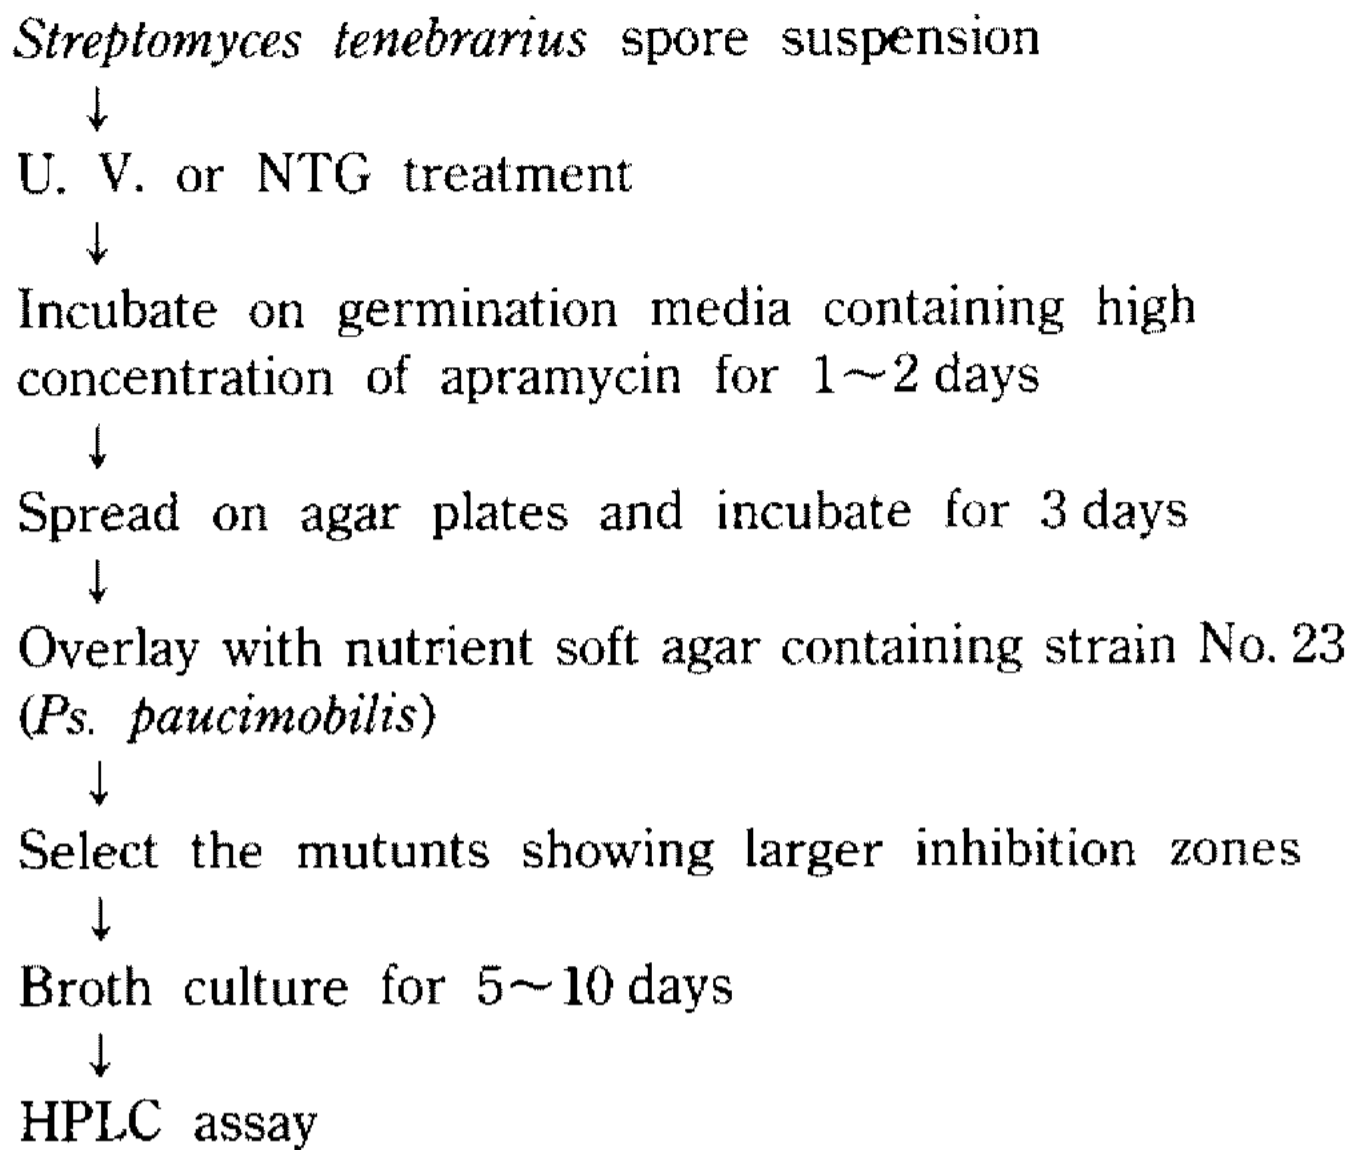 Streptomyces tenebrarius spore suspension
↓
U. V. or NTG treatment
↓
Incubate on germination media containing high
concentration of apramycin for 1~2 days
↓
Spread on agar plates and incubate for 3 days
↓
Overlay with nutrient soft agar containing strain No. 23
(Ps. paucimobilis)
↓
Select the mutunts showing larger inhibition zones
↓
Broth culture for 5~10 days
↓
HPLC assay